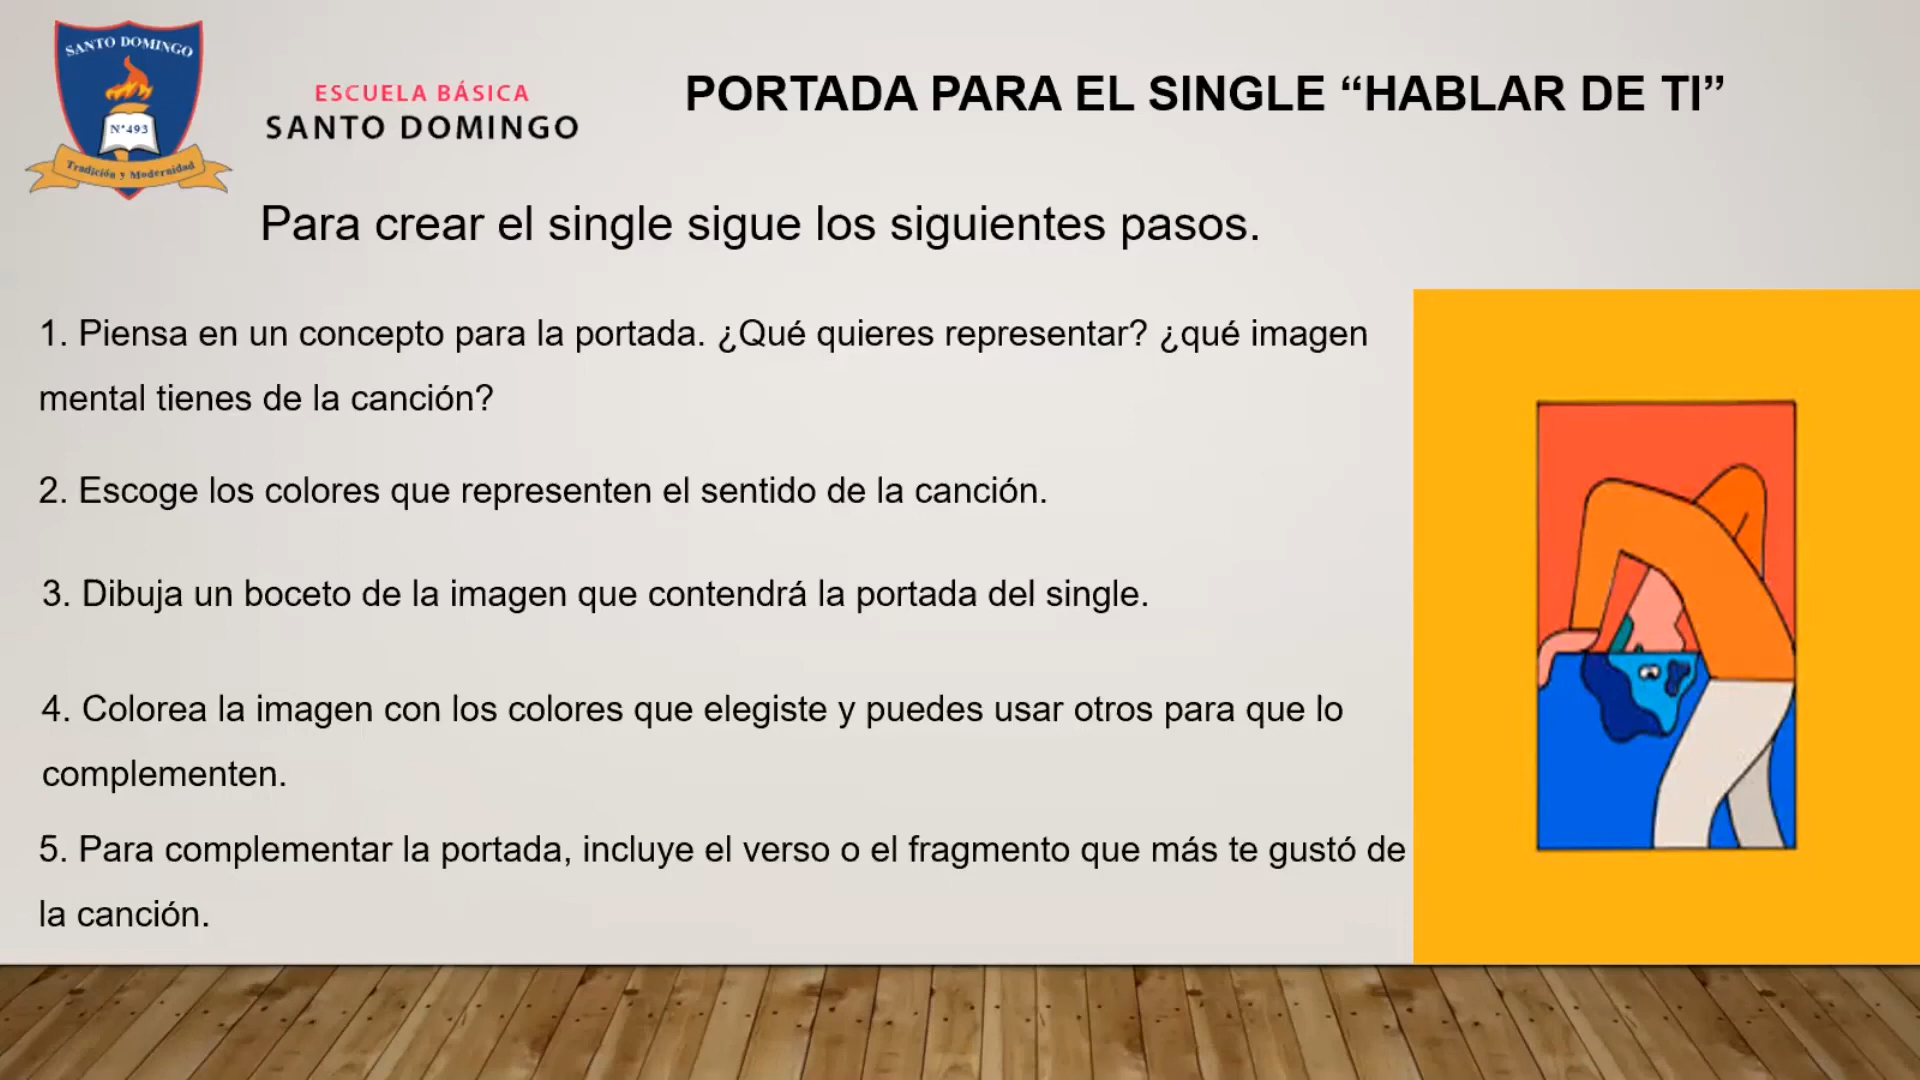 SANTO DOMINGO
N°493
Tradición y Modernidad
ESCUELA BÁSICA
SANTO DOMINGO
PORTADA PARA EL SINGLE “HABLAR DE TI”
Para crear el single sigue los siguientes pasos.
1. Piensa en un concepto para la portada. ¿Qué quieres representar? ¿qué imagen
mental tienes de la canción?
2. Escoge los colores que representen el sentido de la canción.
3. Dibuja un boceto de la imagen que contendrá la portada del single.
4. Colorea la imagen con los colores que elegiste y puedes usar otros para que lo
complementen.
5. Para complementar la portada, incluye el verso o el fragmento que más te gustó de
la canción.